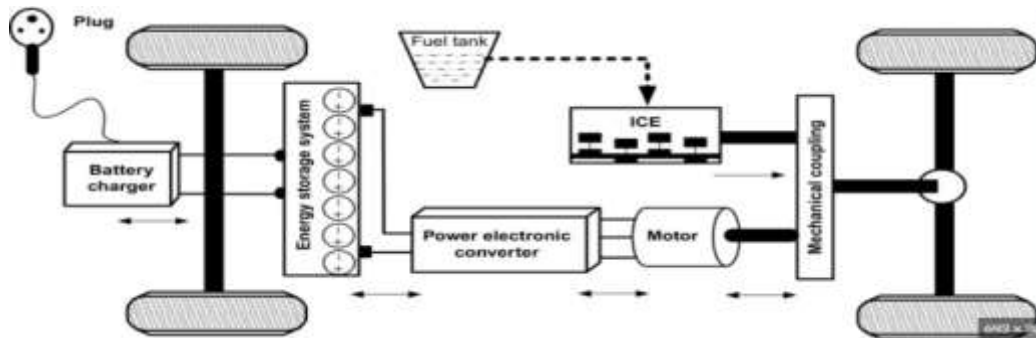 Plug
Fuel tank
ICE
Battery
charger
Energy storage system
Power electronic
converter
Motor
Mechanical coupling